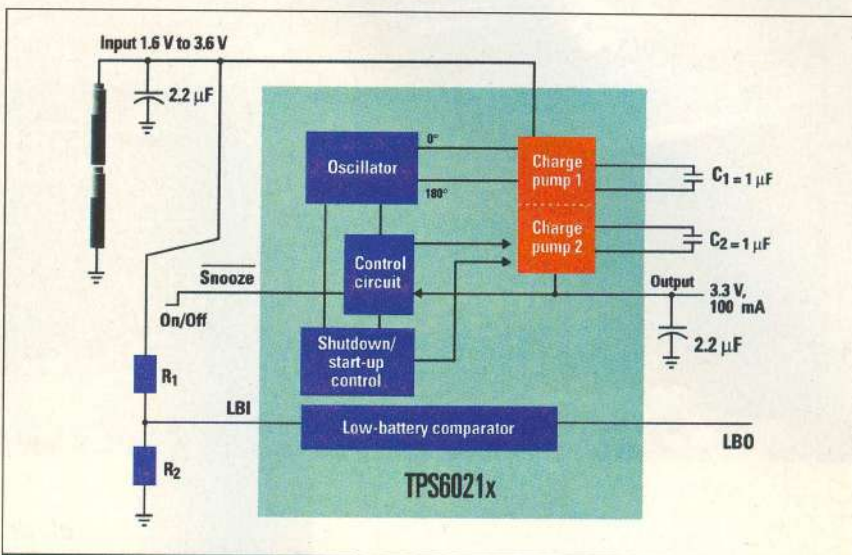 Input 1.6 V to 3.6 V
2.2 µF
Oscillator
0°
180°
Charge
pump 1
Charge
pump 2
C1 = 1 µF
C2 = 1 µF
Snooze
On/Off
Control
circuit
Output
3.3 V,
100 mA
2.2 µF
Shutdown/
start-up
control
R1
LBI
Low-battery comparator
LBO
R2
TPS6021x